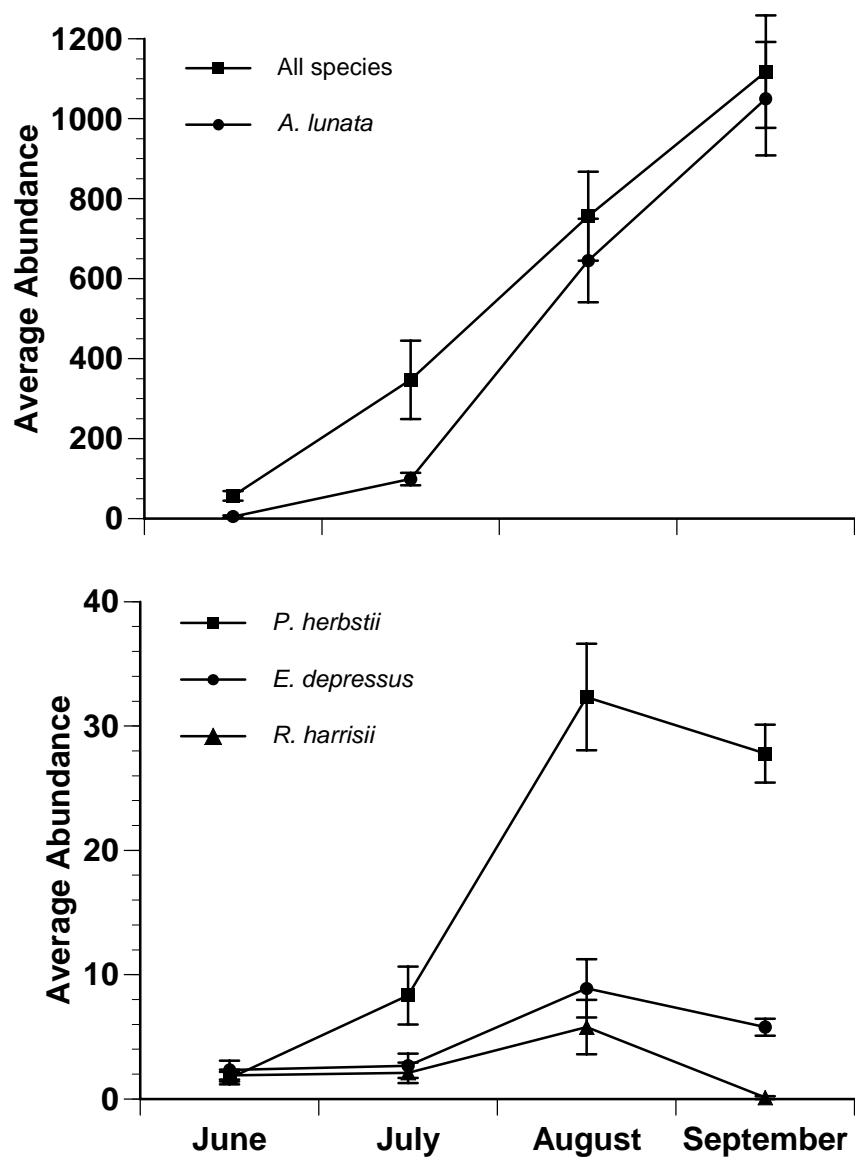 1200
1000
800
600
400
200
0
Average Abundance
All species
A. lunata
40
30
20
10
0
Average Abundance
P. herbstii
E. depressus
R. harrisii
June July August September